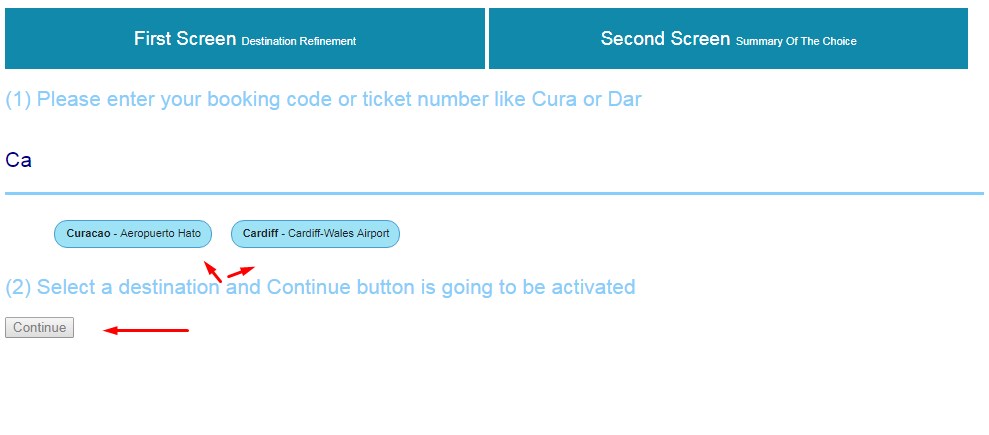 First Screen Destination Refinement
Second Screen Summary Of The Choice
(1) Please enter your booking code or ticket number like Cura or Dar
Ca
Curacao - Aeropuerto Hato
Cardiff - Cardiff-Wales Airport
(2) Select a destination and Continue button is going to be activated
Continue